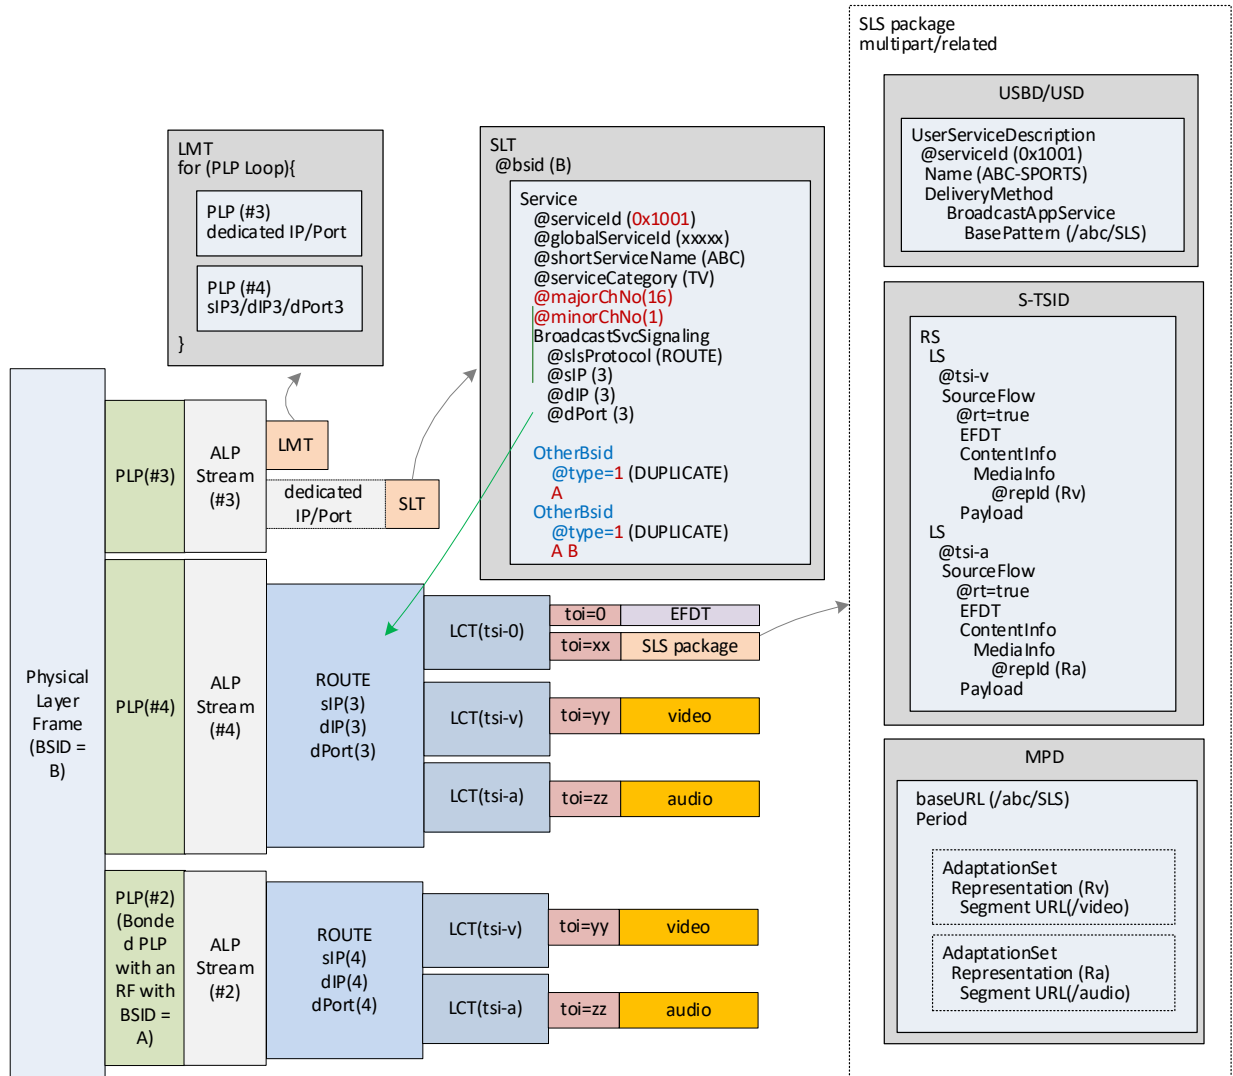 SLS package
multipart/related
USBD/USD
UserServiceDescription
@serviceId (0x1001)
Name (ABC-SPORTS)
DeliveryMethod
BroadcastAppService
BasePattern (/abc/SLS)
LMT
for (PLP Loop){
PLP (#3)
dedicated IP/Port
PLP (#4)
sIP3/dIP3/dPort3
}
SLT
@bsid (B)
Service
@serviceId (0x1001)
@globalServiceId (xxxxx)
@shortServiceName (ABC)
@serviceCategory (TV)
@majorChNo(16)
@minorChNo(1)
BroadcastSvcSignaling
@slsProtocol (ROUTE)
@sIP (3)
@dIP (3)
@dPort (3)
OtherBsid
@type=1 (DUPLICATE)
A
OtherBsid
@type=1 (DUPLICATE)
A B
S-TSID
RS
LS
@tsi-v
SourceFlow
@rt=true
EFDT
ContentInfo
MediaInfo
@repId (Rv)
Payload
LS
@tsi-a
SourceFlow
@rt=true
EFDT
ContentInfo
MediaInfo
@repId (Ra)
Payload
Physical
Layer
Frame
(BSID =
B)
PLP(#3)
ALP
Stream
(#3)
LMT
dedicated
IP/Port
SLT
PLP(#4)
ALP
Stream
(#4)
ROUTE
sIP(3)
dIP(3)
dPort(3)
LCT(tsi-0)
toi=0
EFDT
toi=xx
SLS package
LCT(tsi-v)
toi=yy
video
LCT(tsi-a)
toi=zz
audio
PLP(#2)
(Bonde
d PLP
with an
RF with
BSID =
A)
ALP
Stream
(#2)
ROUTE
sIP(4)
dIP(4)
dPort(4)
LCT(tsi-v)
toi=yy
video
LCT(tsi-a)
toi=zz
audio
MPD
baseURL (/abc/SLS)
Period
AdaptationSet
Representation (Rv)
Segment URL(/video)
AdaptationSet
Representation (Ra)
Segment URL(/audio)